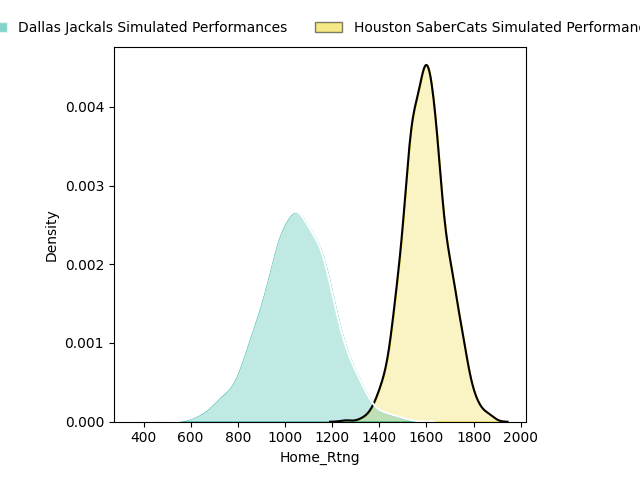 Dallas Jackals Simulated Performances
Houston SaberCats Simulated Performan
0.004
0.003
0.002
0.001
0.000
Density
400 600 800 1000 1200 1400 1600 1800 2000
Home_Rtng